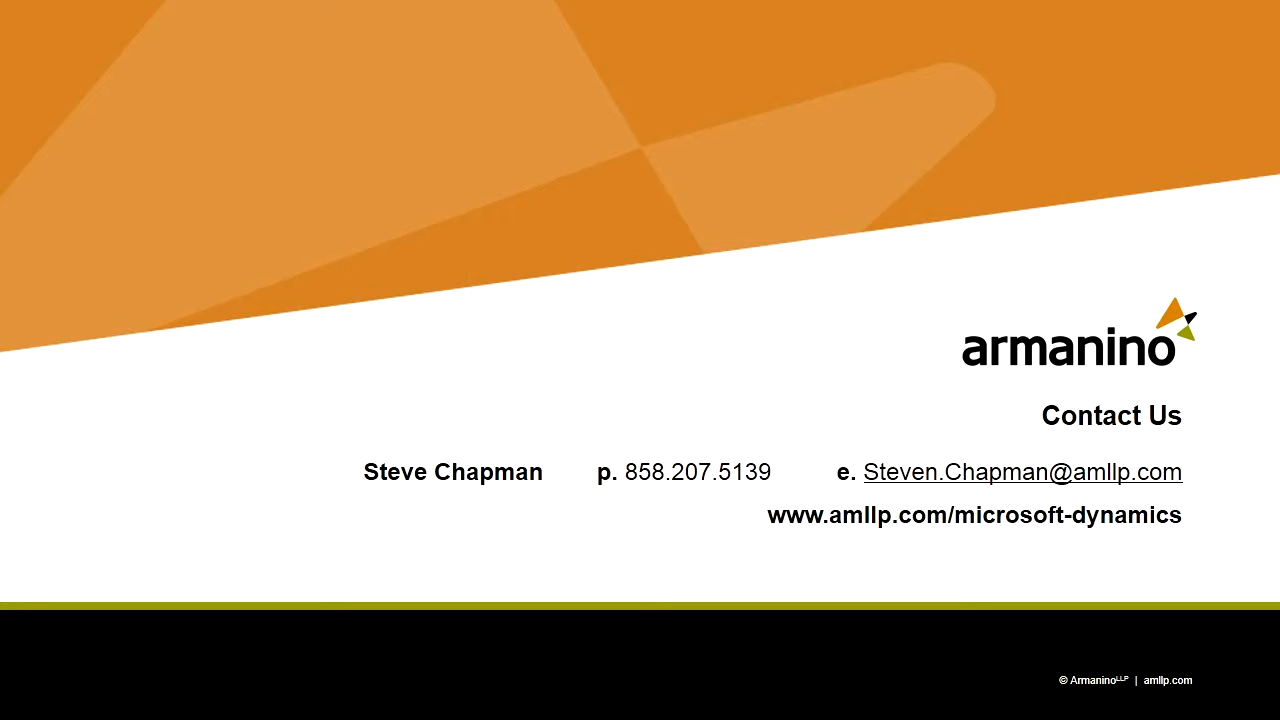 armanino
Contact Us
Steve Chapman p. 858.207.5139 e. Steven.Chapman@amllp.com
www.amllp.com/microsoft-dynamics
© ArmaninoLLP | amllp.com